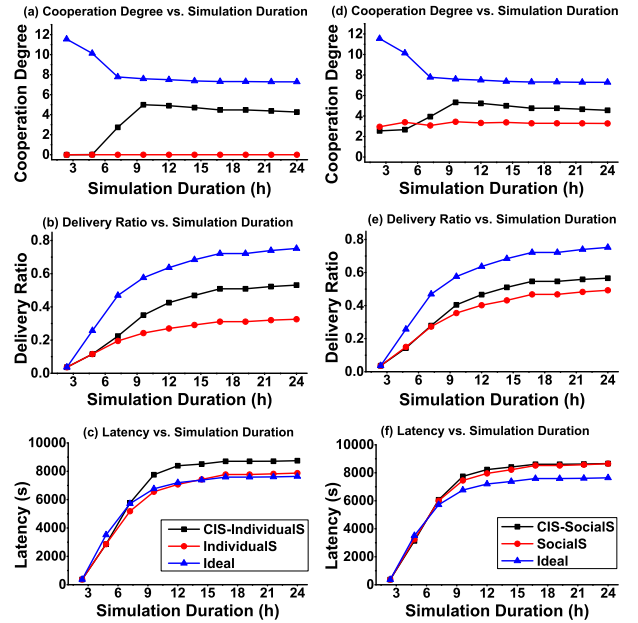 (a) Cooperation Degree vs. Simulation Duration
Cooperation Degree
12
10
8
6
4
2
0
3 6 9 12 15 18 21 24
Simulation Duration (h)
(b) Delivery Ratio vs. Simulation Duration
Delivery Ratio
0.8
0.6
0.4
0.2
0.0
3 6 9 12 15 18 21 24
Simulation Duration (h)
(c) Latency vs. Simulation Duration
Latency (s)
10000
8000
6000
4000
2000
0
CIS-IndividualS
IndividualS
Ideal
3 6 9 12 15 18 21 24
Simulation Duration (h)
(d) Cooperation Degree vs. Simulation Duration
Cooperation Degree
12
10
8
6
4
2
0
3 6 9 12 15 18 21 24
Simulation Duration (h)
(e) Delivery Ratio vs. Simulation Duration
Delivery Ratio
0.8
0.6
0.4
0.2
0.0
3 6 9 12 15 18 21 24
Simulation Duration (h)
(f) Latency vs. Simulation Duration
Latency (s)
10000
8000
6000
4000
2000
0
CIS-SocialS
SocialS
Ideal
3 6 9 12 15 18 21 24
Simulation Duration (h)